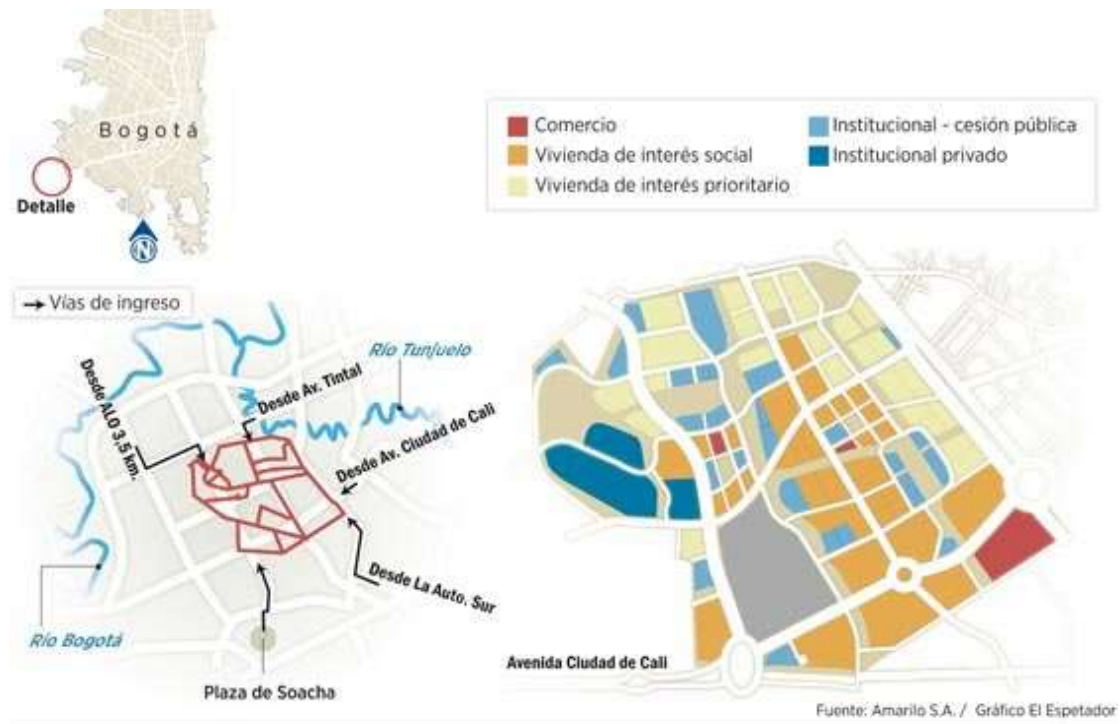 Bogotá
Detalle
N
Comercio
Vivienda de interés social
Vivienda de interés prioritario
Institucional - cesión pública
Institucional privado
Vías de ingreso
Río Tunjuelo
Desde Av. Tintal
Desde ALO 3,5 km.
Desde Av. Ciudad de Cali
Desde La Auto. Sur
Río Bogotá
Plaza de Soacha
Avenida Ciudad de Cali
Fuente: Amarilo S.A. / Gráfico El Espetador